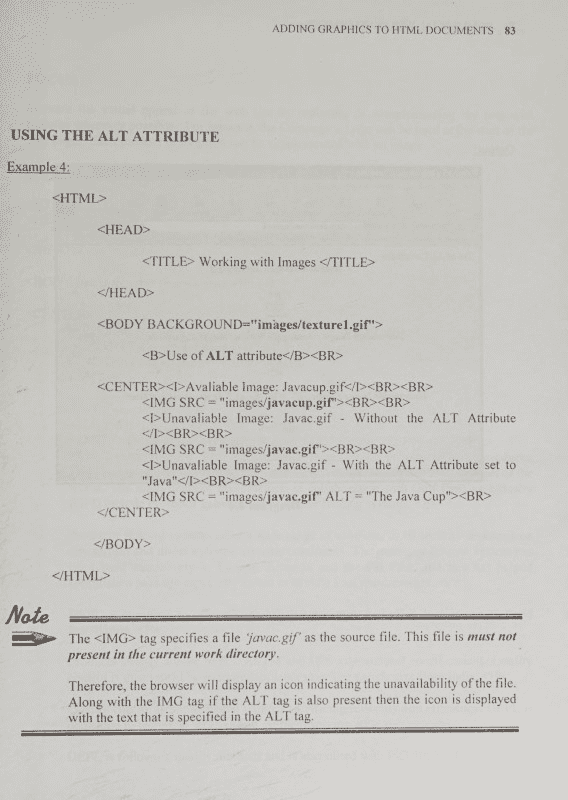 ADDING GRAPHICS TO HTML DOCUMENTS 83
USING THE ALT ATTRIBUTE
Example 4:
<HTML>
<HEAD>
<TITLE> Working with Images </TITLE>
</HEAD>
<BODY BACKGROUND="images/texture1.gif">
<B>Use of ALT attribute</B><BR>
<CENTER><I>Avaliable Image: Javacup.gif</I><BR><BR>
<IMG SRC = "images/javacup.gif"><BR><BR>
<I>Unavaliable Image: Javac.gif - Without the ALT Attribute
</I><BR><BR>
<IMG SRC = "images/javac.gif"><BR><BR>
<I>Unavaliable Image: Javac.gif - With the ALT Attribute set to
"Java"</I><BR><BR>
<IMG SRC = "images/javac.gif" ALT = "The Java Cup"><BR>
</CENTER>
</BODY>
</HTML>
Note
The <IMG> tag specifies a file 'javac.gif' as the source file. This file is must not
present in the current work directory.
Therefore, the browser will display an icon indicating the unavailability of the file.
Along with the IMG tag if the ALT tag is also present then the icon is displayed
with the text that is specified in the ALT tag.